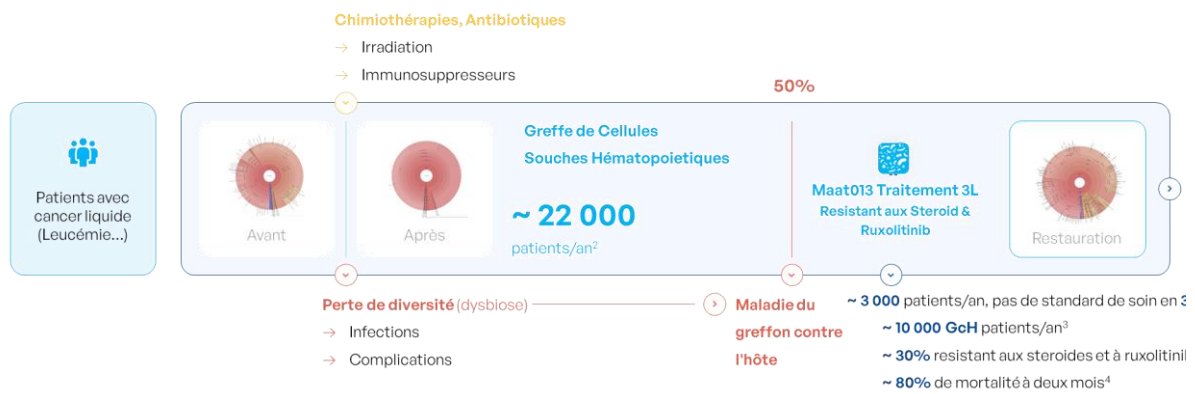 Chimiothérapies, Antibiotiques
→ Irradiation
→ Immunosuppresseurs
50%
Patients avec
cancer liquide
(Leucémie...)
Avant
Après
Greffe de Cellules
Souches Hématopoietiques
~ 22 000
patients/an²
Maat013 Traitement 3L
Resistant aux Steroid &
Ruxolitinib
Restauration
Perte de diversité (dysbiose)
→ Infections
→ Complications
Maladie du
greffon contre
l'hôte
~ 3 000 patients/an, pas de standard de soin en 3
~ 10 000 GcH patients/an³
~ 30% resistant aux steroides et à ruxolitini
~ 80% de mortalité à deux mois⁴